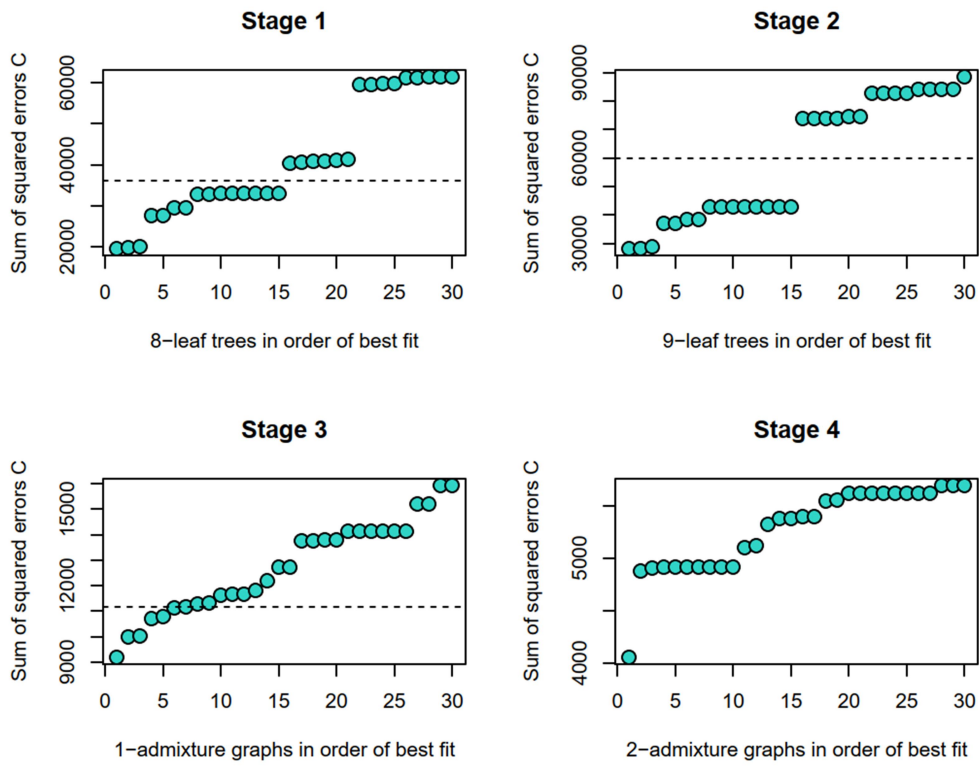 Stage 1
Sum of squared errors C
60000
40000
20000
0 5 10 15 20 25 30
8−leaf trees in order of best fit
Stage 2
Sum of squared errors C
90000
60000
30000
0 5 10 15 20 25 30
9−leaf trees in order of best fit
Stage 3
Sum of squared errors C
15000
12000
9000
0 5 10 15 20 25 30
1−admixture graphs in order of best fit
Stage 4
Sum of squared errors C
5000
4000
0 5 10 15 20 25 30
2−admixture graphs in order of best fit